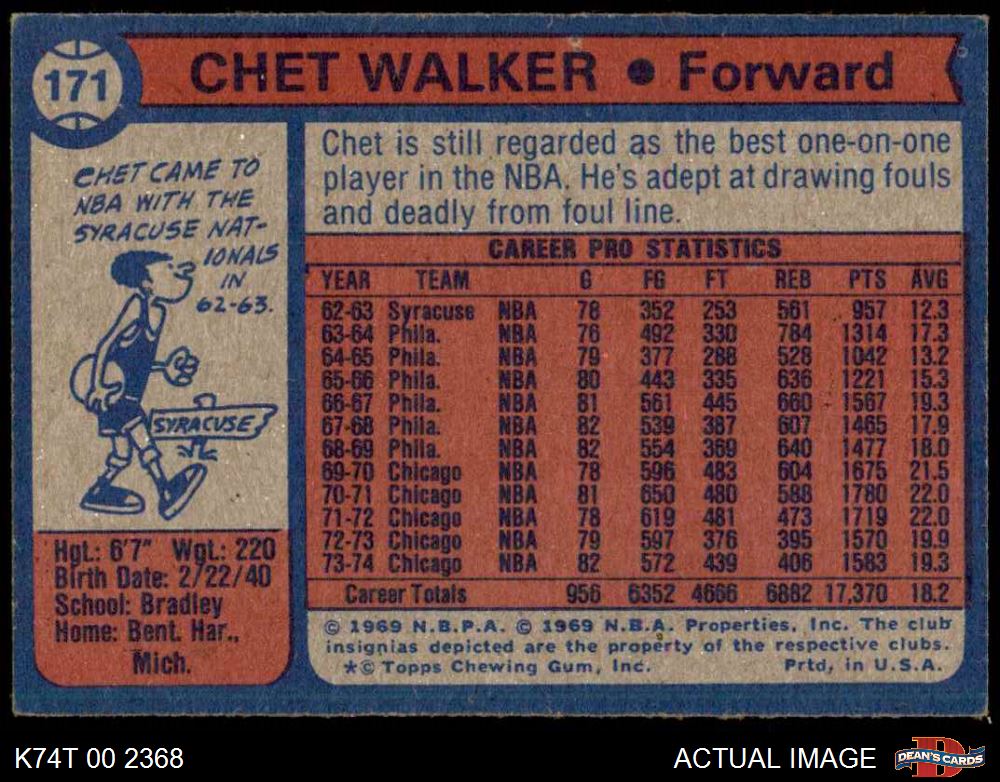 171
CHET WALKER • Forward
CHET CAME TO
NBA WITH THE
SYRACUSE NAT-
IONALS
IN
62-63.
SYRACUSE
Hgt.: 6'7" Wgt.: 220
Birth Date: 2/22/40
School: Bradley
Home: Bent. Har.,
Mich.
Chet is still regarded as the best one-on-one
player in the NBA. He's adept at drawing fouls
and deadly from foul line.
CAREER PRO STATISTICS
YEAR TEAM G FG FT REB PTS AVG
62-63 Syracuse NBA 78 352 253 561 957 12.3
63-64 Phila. NBA 76 492 330 784 1314 17.3
64-65 Phila. NBA 79 377 288 528 1042 13.2
65-66 Phila. NBA 80 443 335 636 1221 15.3
66-67 Phila. NBA 81 561 445 660 1567 19.3
67-68 Phila. NBA 82 539 387 607 1465 17.9
68-69 Phila. NBA 82 554 369 640 1477 18.0
69-70 Chicago NBA 78 596 483 604 1675 21.5
70-71 Chicago NBA 81 650 480 588 1780 22.0
71-72 Chicago NBA 78 619 481 473 1719 22.0
72-73 Chicago NBA 79 597 376 395 1570 19.9
73-74 Chicago NBA 82 572 439 406 1583 19.3
Career Totals 956 6352 4666 6882 17,370 18.2
© 1969 N.B.P.A. © 1969 N.B.A. Properties, Inc. The club
insignias depicted are the property of the respective clubs.
*© Topps Chewing Gum, Inc. Prtd, in U.S.A.
K74T 00 2368
ACTUAL IMAGE
D
DEAN'S CARDS